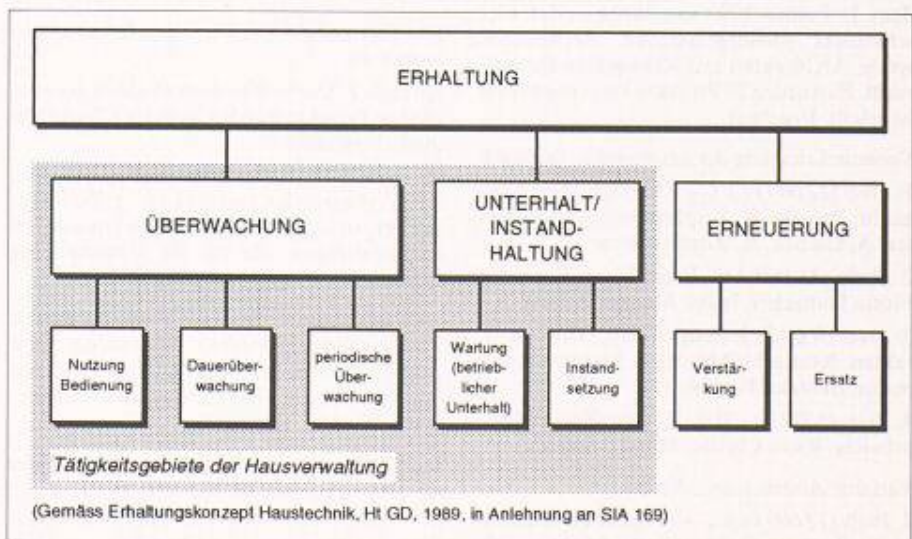 ERHALTUNG
ÜBERWACHUNG
UNTERHALT/
INSTAND-
HALTUNG
ERNEUERUNG
Nutzung
Bedienung
Dauerüber-
wachung
periodische
Über-
wachung
Wartung
(betrieb-
licher
Unterhalt)
Instand-
setzung
Verstär-
kung
Ersatz
Tätigkeitsgebiete der Hausverwaltung
(Gemäss Erhaltungskonzept Haustechnik, Ht GD, 1989, in Anlehnung an SIA 169)